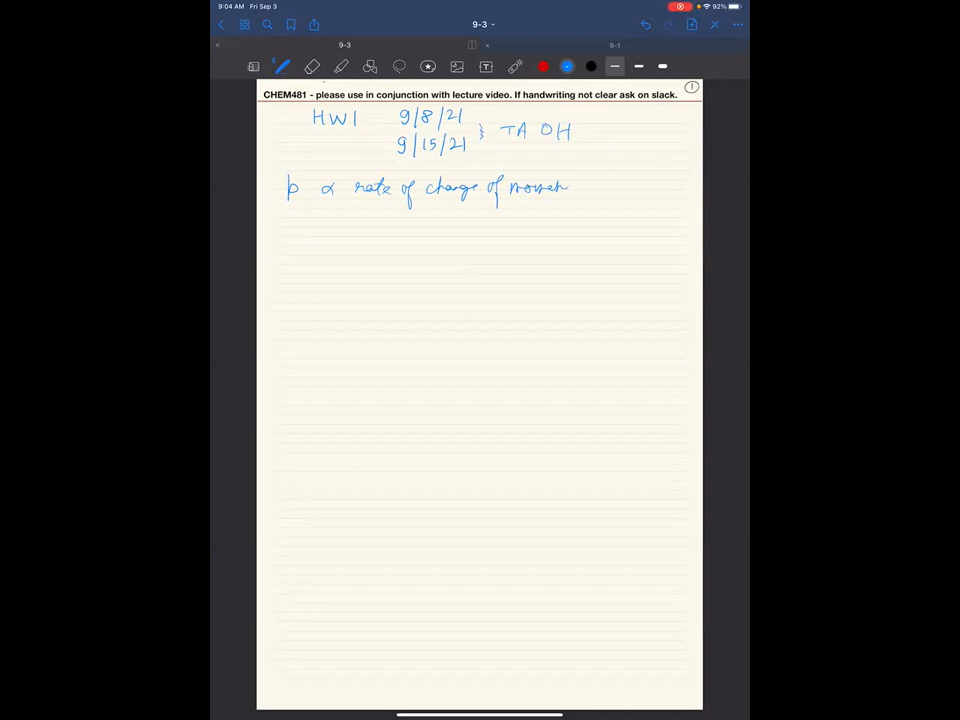 9:04 AM Fri Sep 3
92%
9-3
9-3
9-1
CHEM481 - please use in conjunction with lecture video. If handwriting not clear ask on slack.
1
HW1 9/8/21
9/15/21 } TA OH
p ∝ rate of change of momen